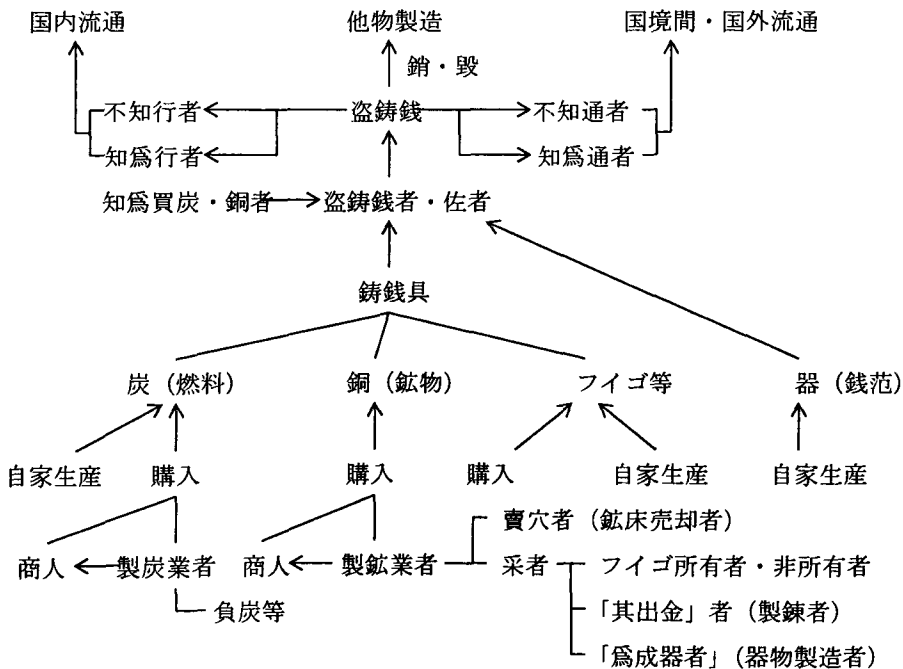 国内流通 他物製造 国境間・国外流通
銷・毀
不知行者 盗鋳銭 不知通者
知爲行者 知爲通者
知爲買炭・銅者 盗鋳銭者・佐者
鋳銭具
炭（燃料） 銅（鉱物） フイゴ等 器（銭范）
自家生産 購入 購入 購入 自家生産 自家生産
賣穴者（鉱床売却者）
商人 製炭業者 商人 製鉱業者 采者 フイゴ所有者・非所有者
負炭等 「其出金」者（製錬者）
「爲成器者」（器物製造者）